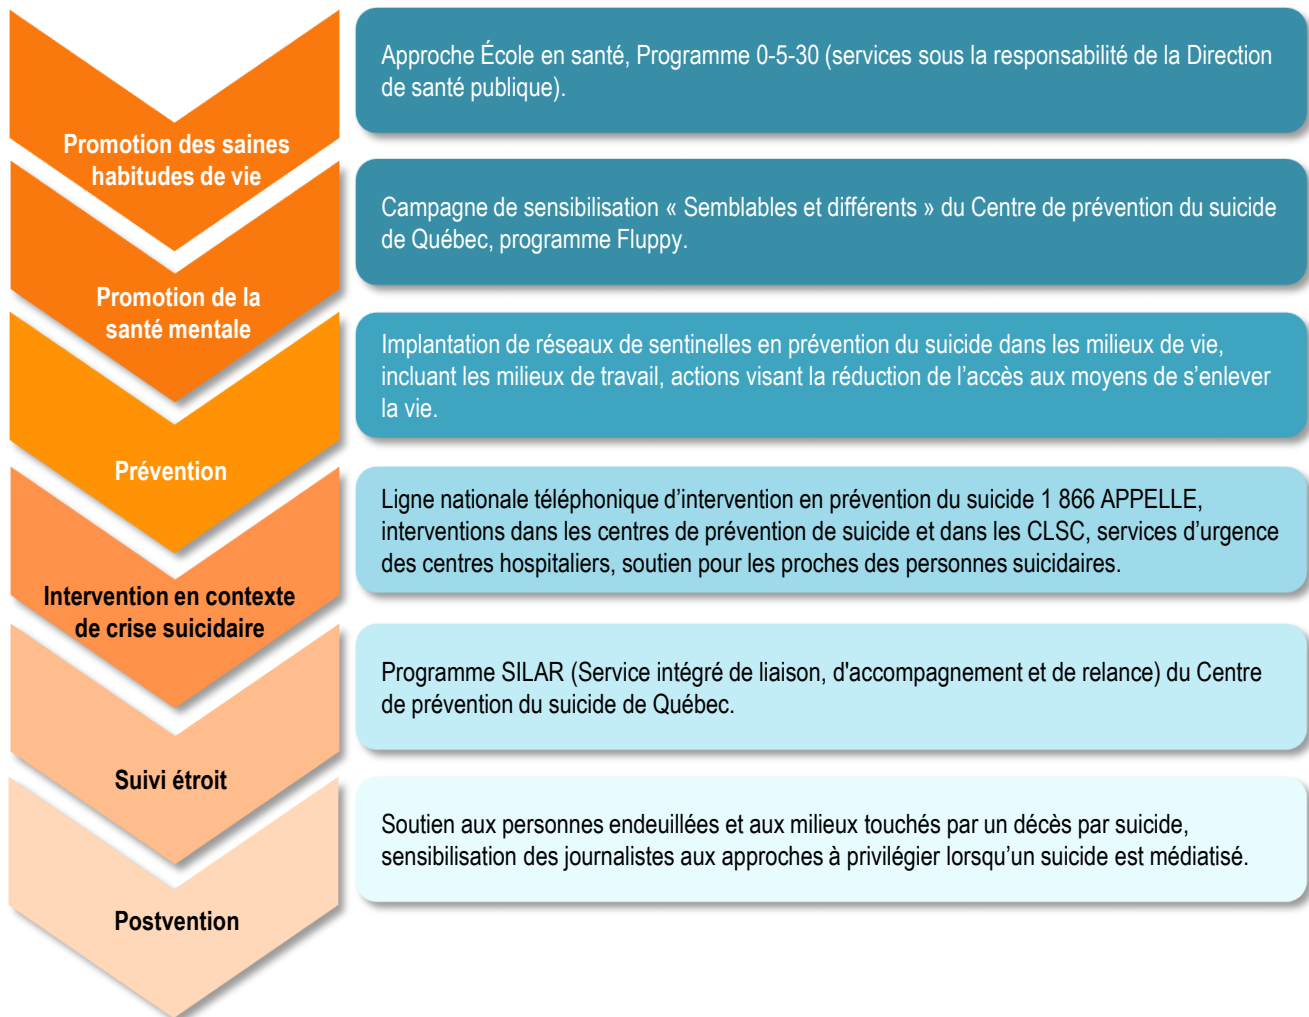 Approche École en santé, Programme 0-5-30 (services sous la responsabilité de la Direction
de santé publique).
Promotion des saines
habitudes de vie
Campagne de sensibilisation « Semblables et différents » du Centre de prévention du suicide
de Québec, programme Fluppy.
Promotion de la
santé mentale
Implantation de réseaux de sentinelles en prévention du suicide dans les milieux de vie,
incluant les milieux de travail, actions visant la réduction de l’accès aux moyens de s’enlever
la vie.
Prévention
Ligne nationale téléphonique d’intervention en prévention du suicide 1 866 APPELLE,
interventions dans les centres de prévention de suicide et dans les CLSC, services d’urgence
des centres hospitaliers, soutien pour les proches des personnes suicidaires.
Intervention en contexte
de crise suicidaire
Programme SILAR (Service intégré de liaison, d'accompagnement et de relance) du Centre
de prévention du suicide de Québec.
Suivi étroit
Soutien aux personnes endeuillées et aux milieux touchés par un décès par suicide,
sensibilisation des journalistes aux approches à privilégier lorsqu’un suicide est médiatisé.
Postvention